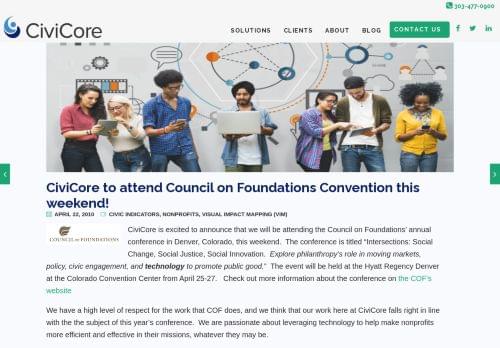 303-477-0900
CiviCore
SOLUTIONS CLIENTS ABOUT BLOG CONTACT US
CiviCore to attend Council on Foundations Convention this
weekend!
APRIL 22, 2010 CIVIC INDICATORS, NONPROFITS, VISUAL IMPACT MAPPING (VIM)
COUNCIL on FOUNDATIONS
CiviCore is excited to announce that we will be attending the Council on Foundations' annual
conference in Denver, Colorado, this weekend. The conference is titled "Intersections: Social
Change, Social Justice, Social Innovation. Explore philanthropy's role in moving markets,
policy, civic engagement, and technology to promote public good." The event will be held at the Hyatt Regency Denver
at the Colorado Convention Center from April 25-27. Check out more information about the conference on the COF's
website
We have a high level of respect for the work that COF does, and we think that our work here at CiviCore falls right in line
with the the subject of this year's conference. We are passionate about leveraging technology to help make nonprofits
more efficient and effective in their missions, whatever they may be.